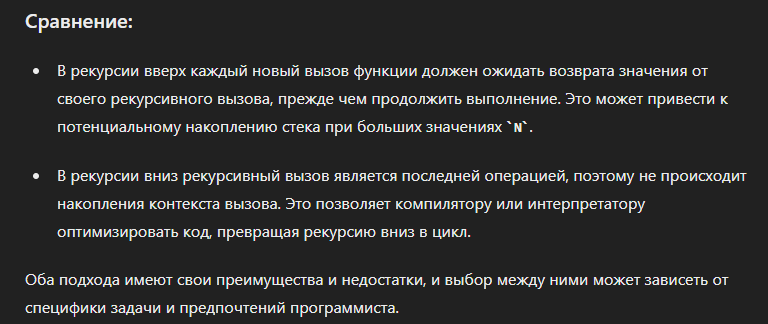 Сравнение:
• В рекурсии вверх каждый новый вызов функции должен ожидать возврата значения от
своего рекурсивного вызова, прежде чем продолжить выполнение. Это может привести к
потенциальному накоплению стека при больших значениях `N`.
• В рекурсии вниз рекурсивный вызов является последней операцией, поэтому не происходит
накопления контекста вызова. Это позволяет компилятору или интерпретатору
оптимизировать код, превращая рекурсию вниз в цикл.
Оба подхода имеют свои преимущества и недостатки, и выбор между ними может зависеть от
специфики задачи и предпочтений программиста.